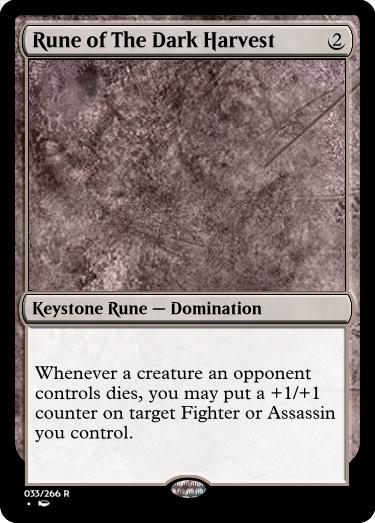 Rune of The Dark Harvest 2
Keystone Rune — Domination
Whenever a creature an opponent
controls dies, you may put a +1/+1
counter on target Fighter or Assassin
you control.
033/266 R